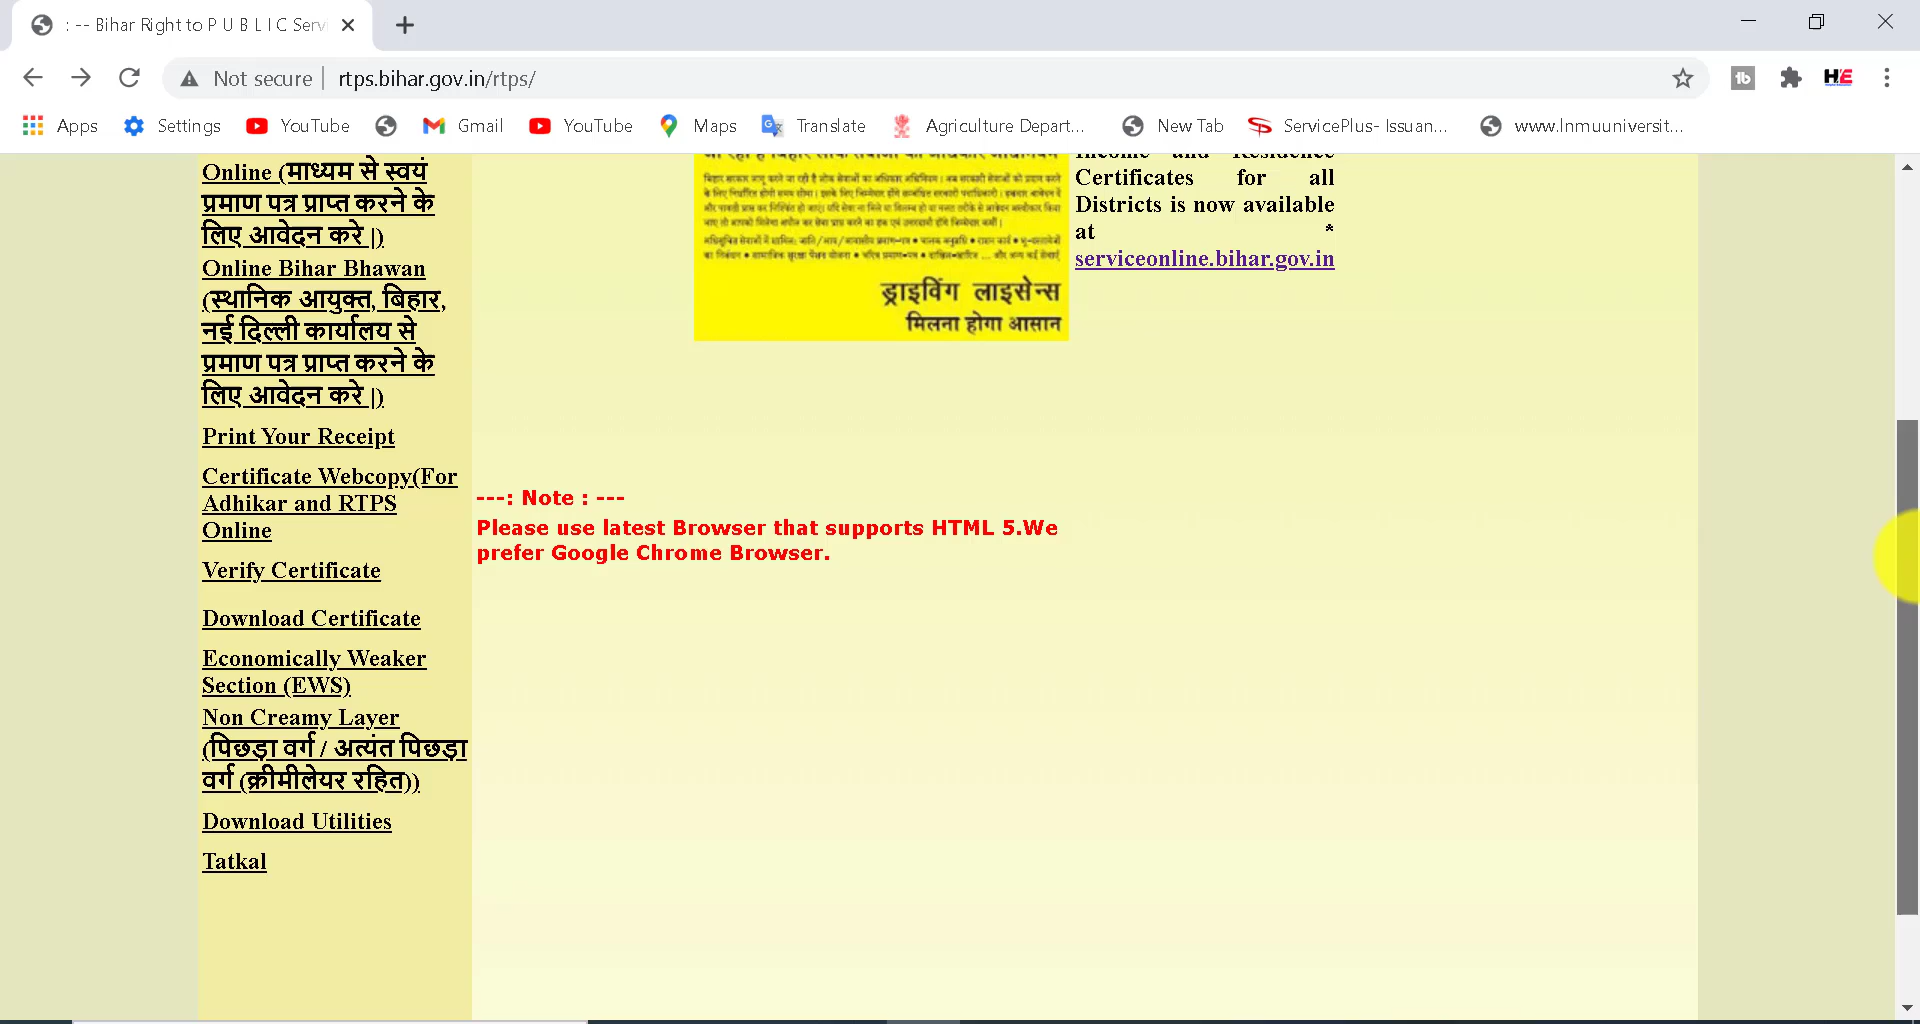 : -- Bihar Right to P U B L I C Serv
Not secure
rtps.bihar.gov.in/rtps/
Apps
Settings
YouTube
Gmail
YouTube
Maps
Translate
Agriculture Depart...
New Tab
ServicePlus- Issuan...
www.lnmuuniversit...
Online (माध्यम से स्वयं
प्रमाण पत्र प्राप्त करने के
लिए आवेदन करे |)
Online Bihar Bhawan
(स्थानिक आयुक्त, बिहार,
नई दिल्ली कार्यालय से
प्रमाण पत्र प्राप्त करने के
लिए आवेदन करे |)
Print Your Receipt
Certificate Webcopy(For
Adhikar and RTPS
Online
Verify Certificate
Download Certificate
Economically Weaker
Section (EWS)
Non Creamy Layer
(पिछड़ा वर्ग / अत्यंत पिछड़ा
वर्ग (क्रीमीलेयर रहित))
Download Utilities
Tatkal
ड्राइविंग लाइसेन्स
मिलना होगा आसान
Income and Residence
Certificates for all
Districts is now available
at *
serviceonline.bihar.gov.in
---: Note : ---
Please use latest Browser that supports HTML 5.We
prefer Google Chrome Browser.